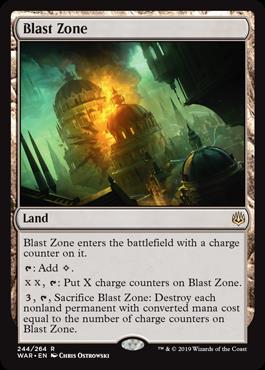 Blast Zone
Land
Blast Zone enters the battlefield with a charge
counter on it.
: Add .
X X, : Put X charge counters on Blast Zone.
3, , Sacrifice Blast Zone: Destroy each
nonland permanent with converted mana cost
equal to the number of charge counters on
Blast Zone.
244/264 R
WAR • EN Chris Ostrowski
™ & © 2019 Wizards of the Coast